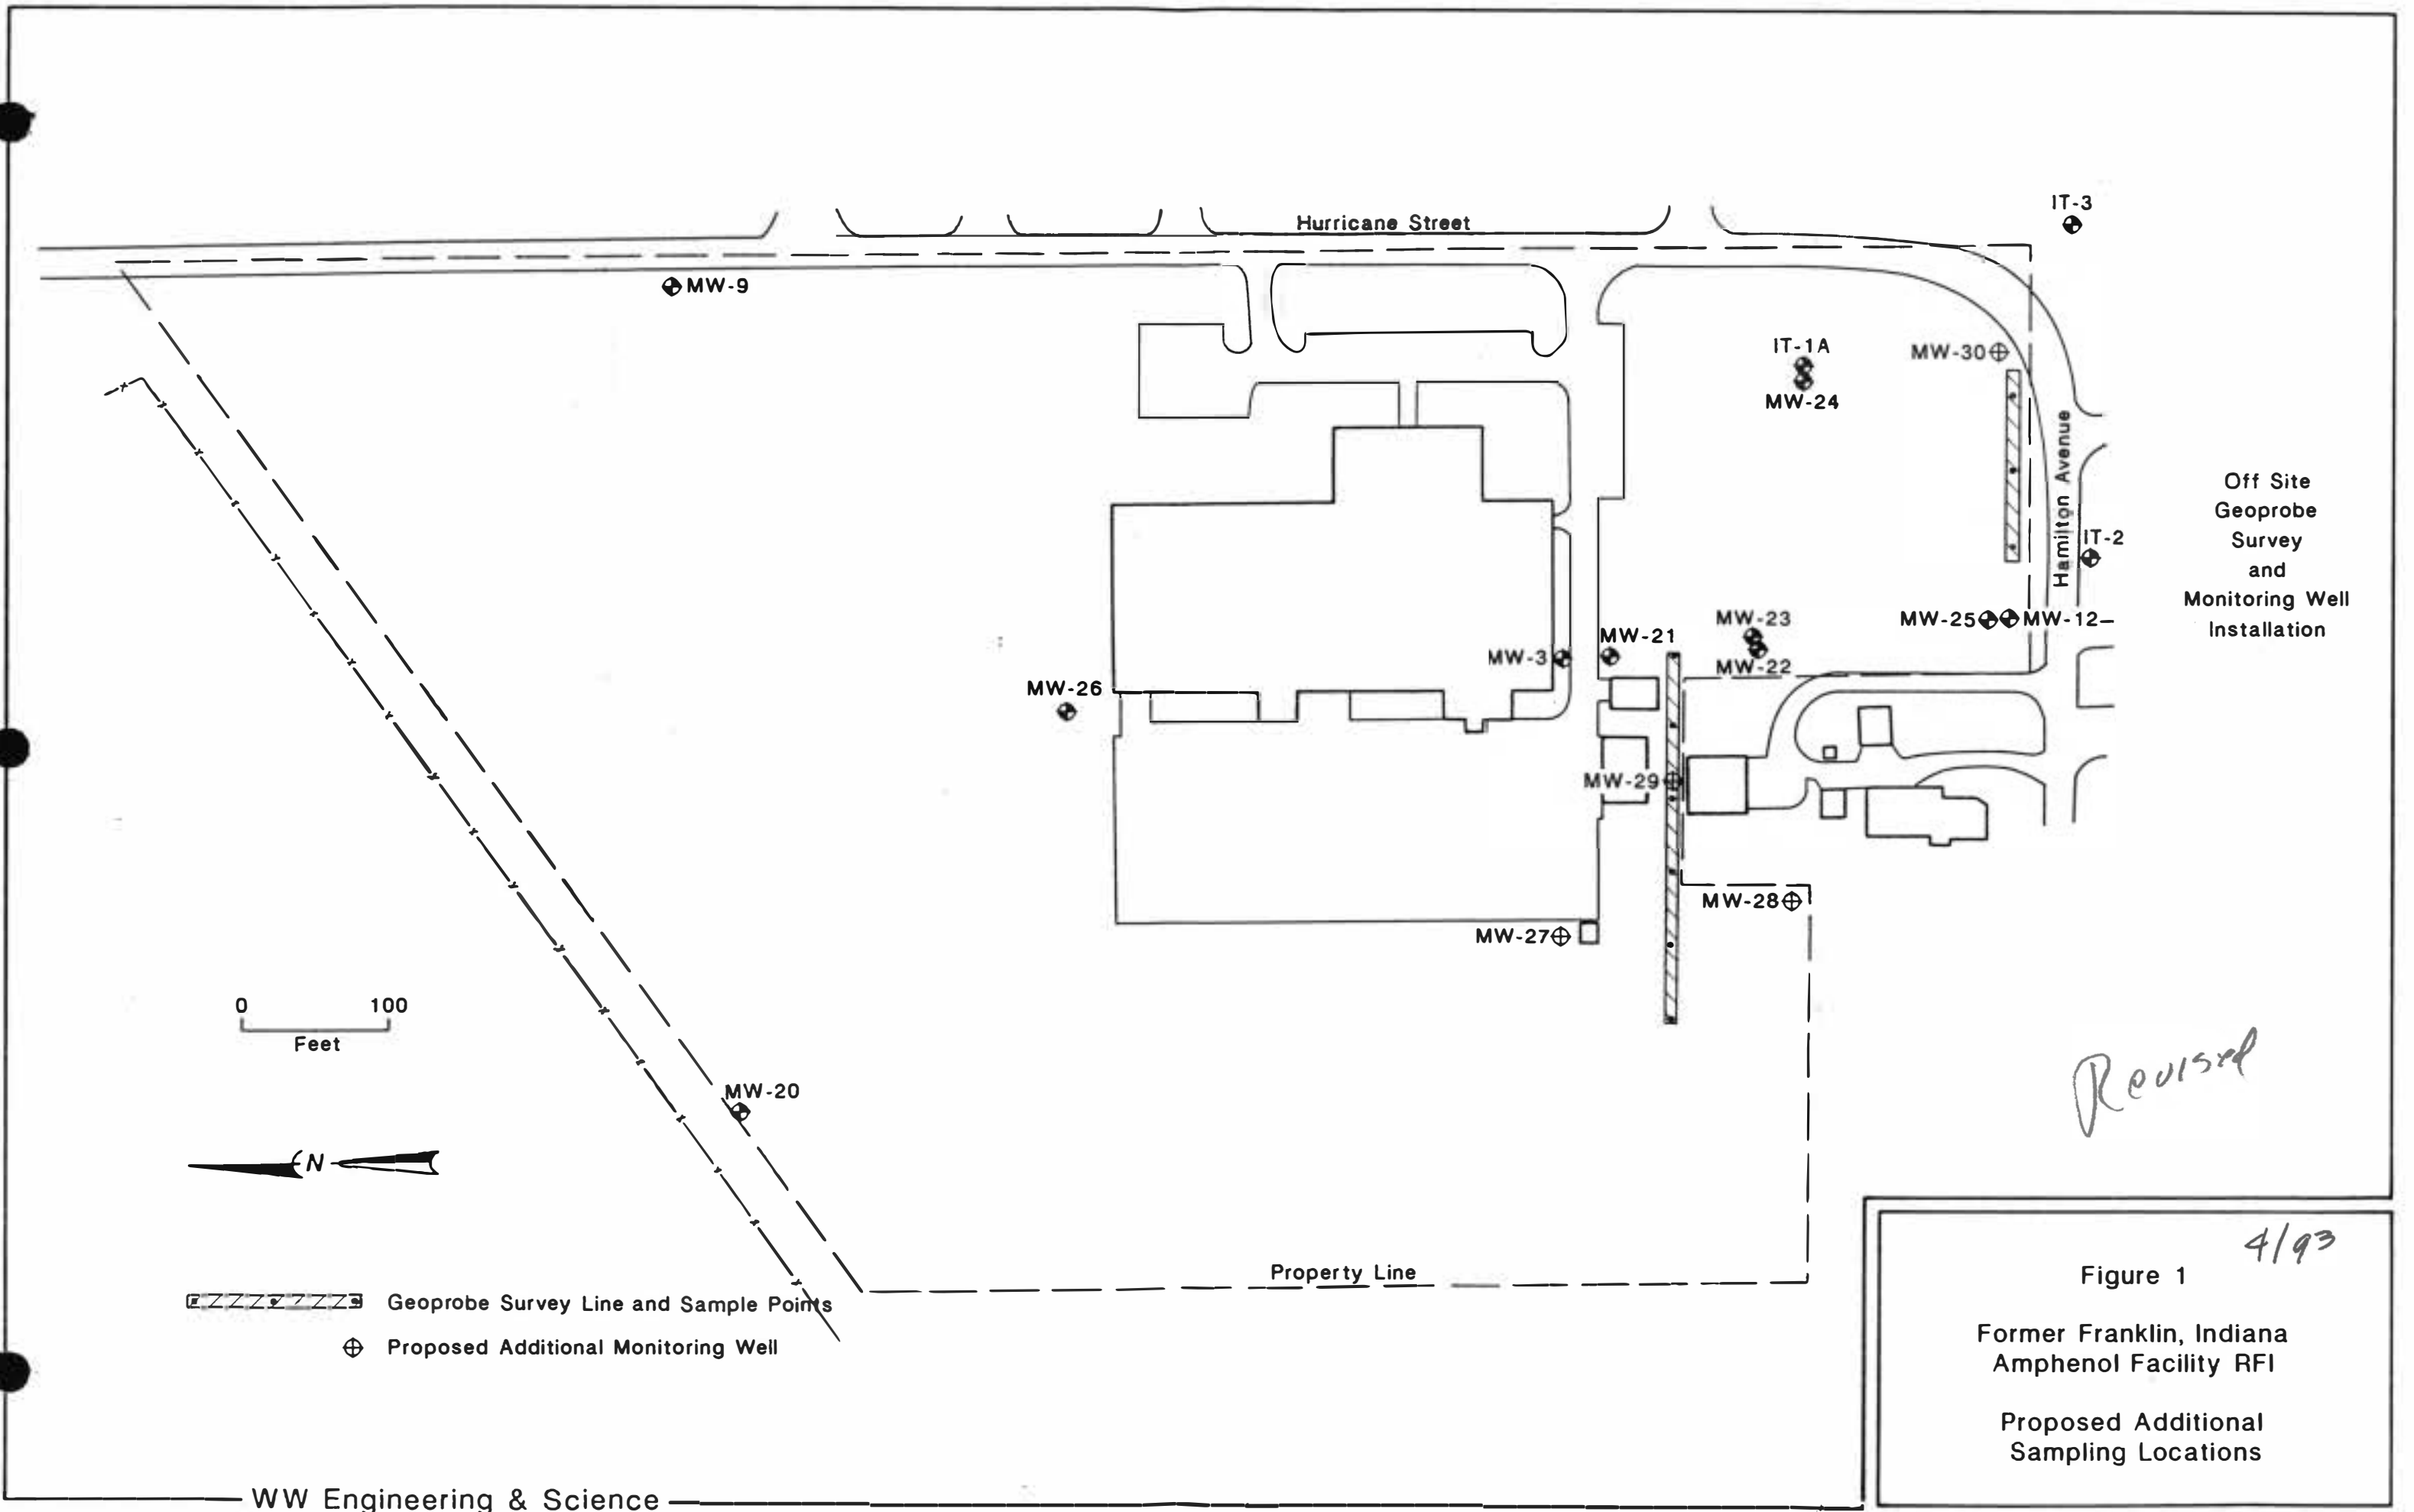 IT-3
Hurricane Street
MW-9
IT-1A
MW-24
MW-30
Hamilton Avenue
Off Site
Geoprobe
Survey
and
Monitoring Well
Installation
IT-2
MW-25
MW-12
MW-23
MW-22
MW-21
MW-3
MW-26
MW-29
MW-28
MW-27
0 100
Feet
MW-20
N
Revised
Property Line
Geoprobe Survey Line and Sample Points
Proposed Additional Monitoring Well
4/93
Figure 1
Former Franklin, Indiana
Amphenol Facility RFI
Proposed Additional
Sampling Locations
WW Engineering & Science